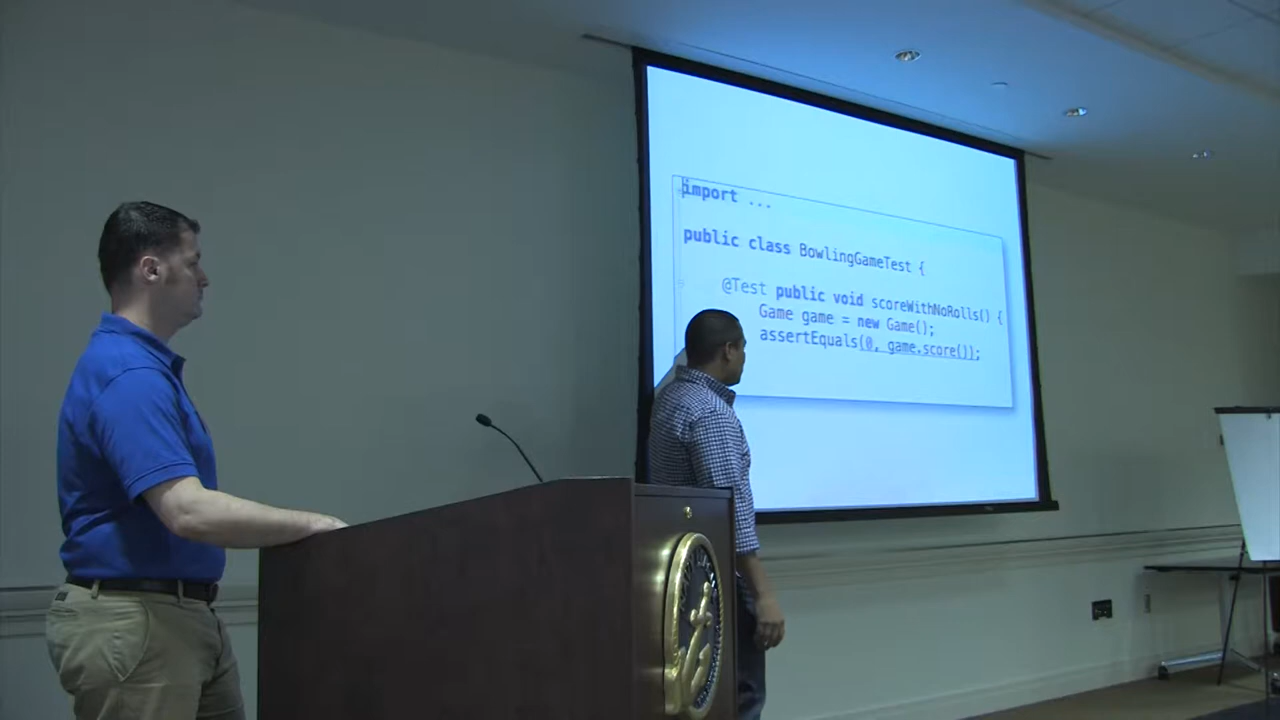 import ...
public class BowlingGameTest {
@Test public void scoreWithNoRolls() {
Game game = new Game();
assertEquals(0, game.score());